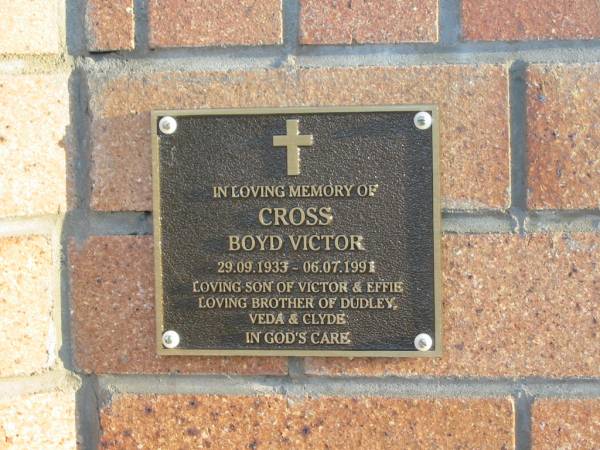 IN LOVING MEMORY OF
CROSS
BOYD VICTOR
29.09.1933 - 06.07.1991
LOVING SON OF VICTOR & EFFIE
LOVING BROTHER OF DUDLEY,
VEDA & CLYDE
IN GOD'S CARE